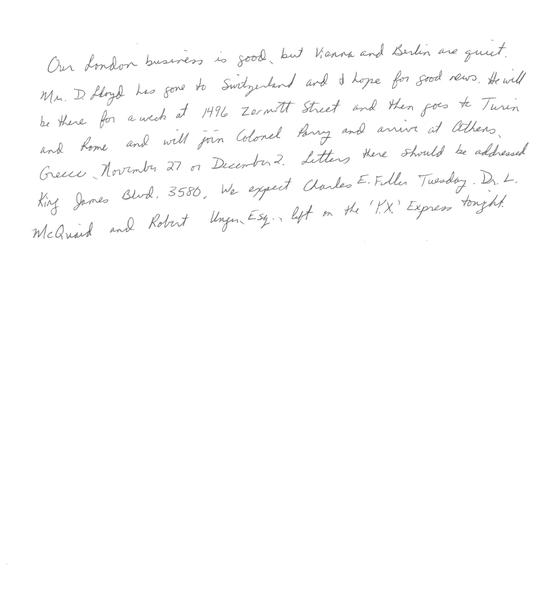 Our London business is good, but Vienna and Berlin are quiet.
Mr. D. Lloyd has gone to Switzerland and I hope for good news. He will
be there for a week at 1496 Zermott Street and then goes to Turin
and Rome and will join Colonel Parry and arrive at Athens,
Greece, November 27 or December 2. Letters there should be addressed
King James Blvd. 3580. We expect Charles E. Fuller Tuesday. Dr. L.
McQuaid and Robert Unger, Esq., left on the 'Y.X.' Express tonight.